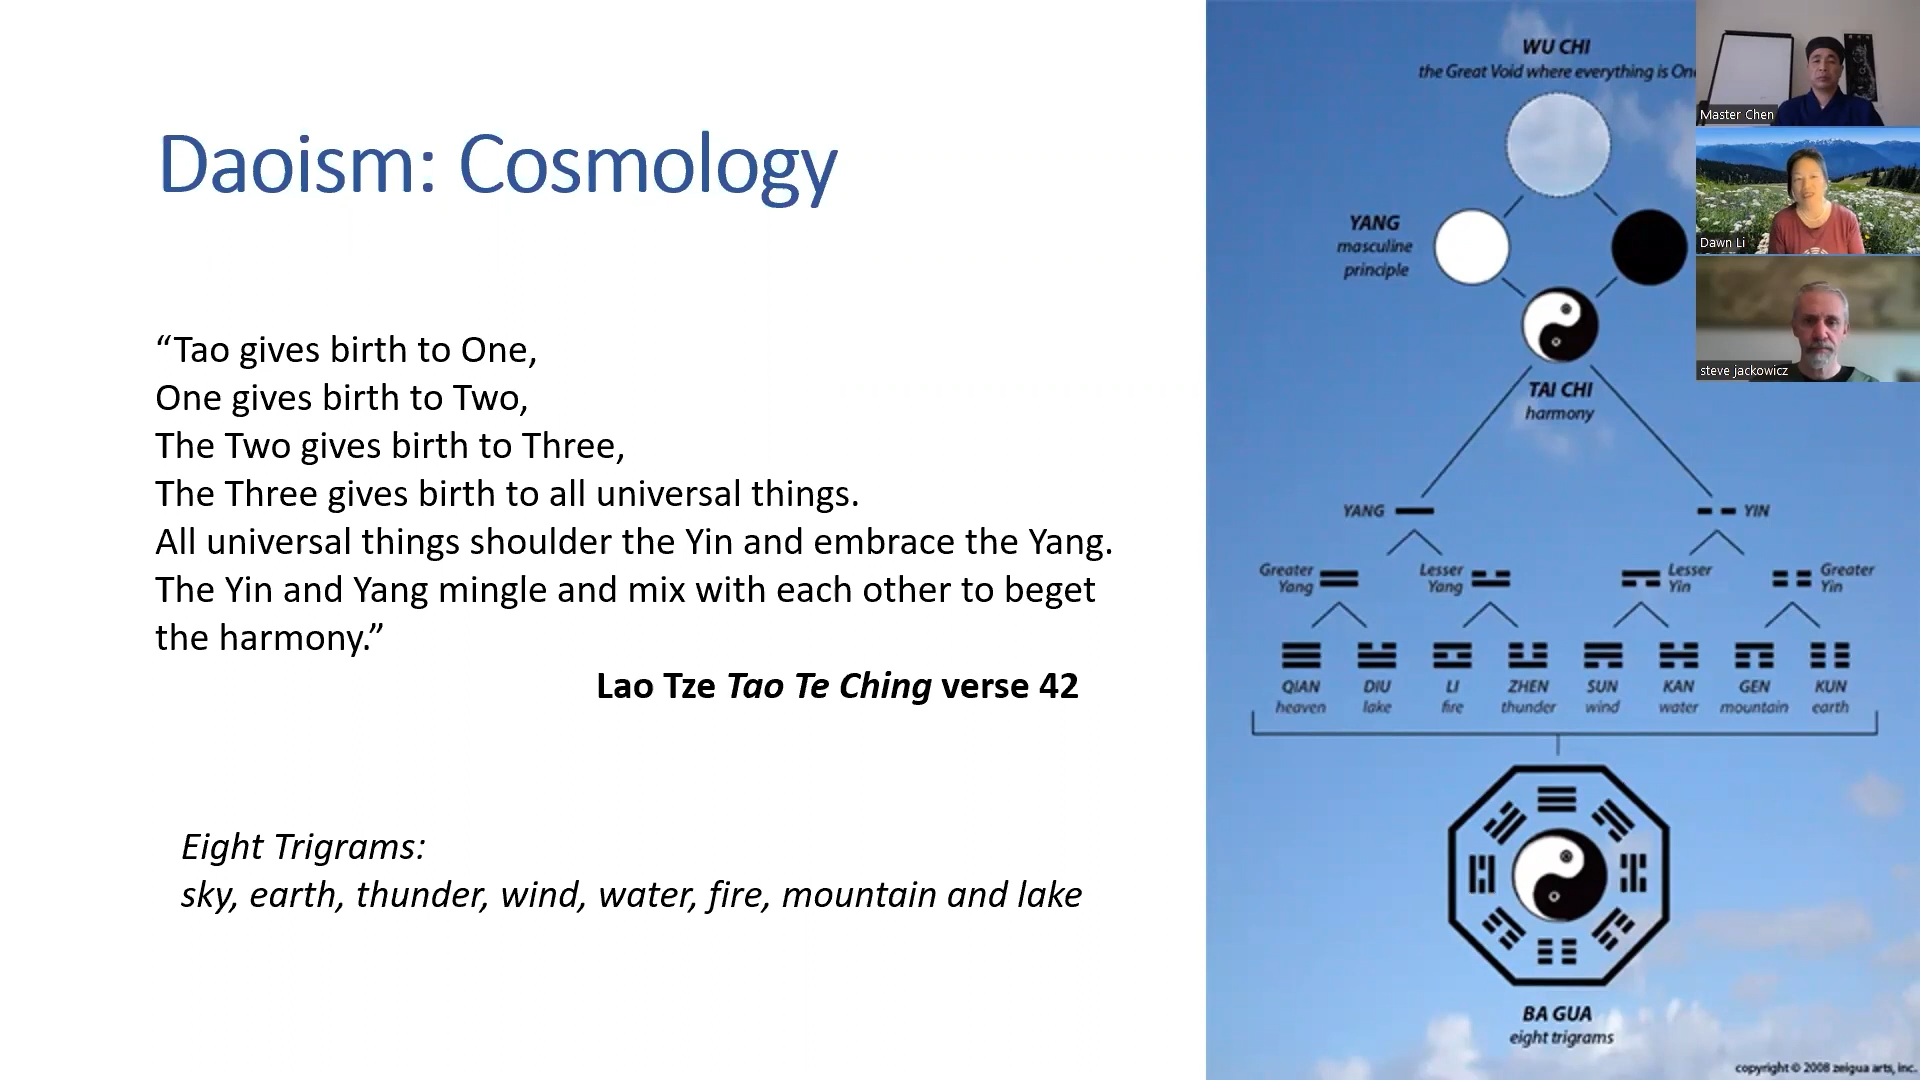 Daoism: Cosmology
“Tao gives birth to One,
One gives birth to Two,
The Two gives birth to Three,
The Three gives birth to all universal things.
All universal things shoulder the Yin and embrace the Yang.
The Yin and Yang mingle and mix with each other to beget
the harmony.”
Lao Tze Tao Te Ching verse 42
Eight Trigrams:
sky, earth, thunder, wind, water, fire, mountain and lake
WU CHI
the Great Void where everything is One
YANG
masculine
principle
TAI CHI
harmony
YANG
YIN
Greater
Yang
Lesser
Yang
Lesser
Yin
Greater
Yin
QIAN
heaven
DIU
lake
LI
fire
ZHEN
thunder
SUN
wind
KAN
water
GEN
mountain
KUN
earth
BA GUA
eight trigrams
copyright © 2008 zeigua arts, inc.
Master Chen
Dawn Li
steve jackowicz